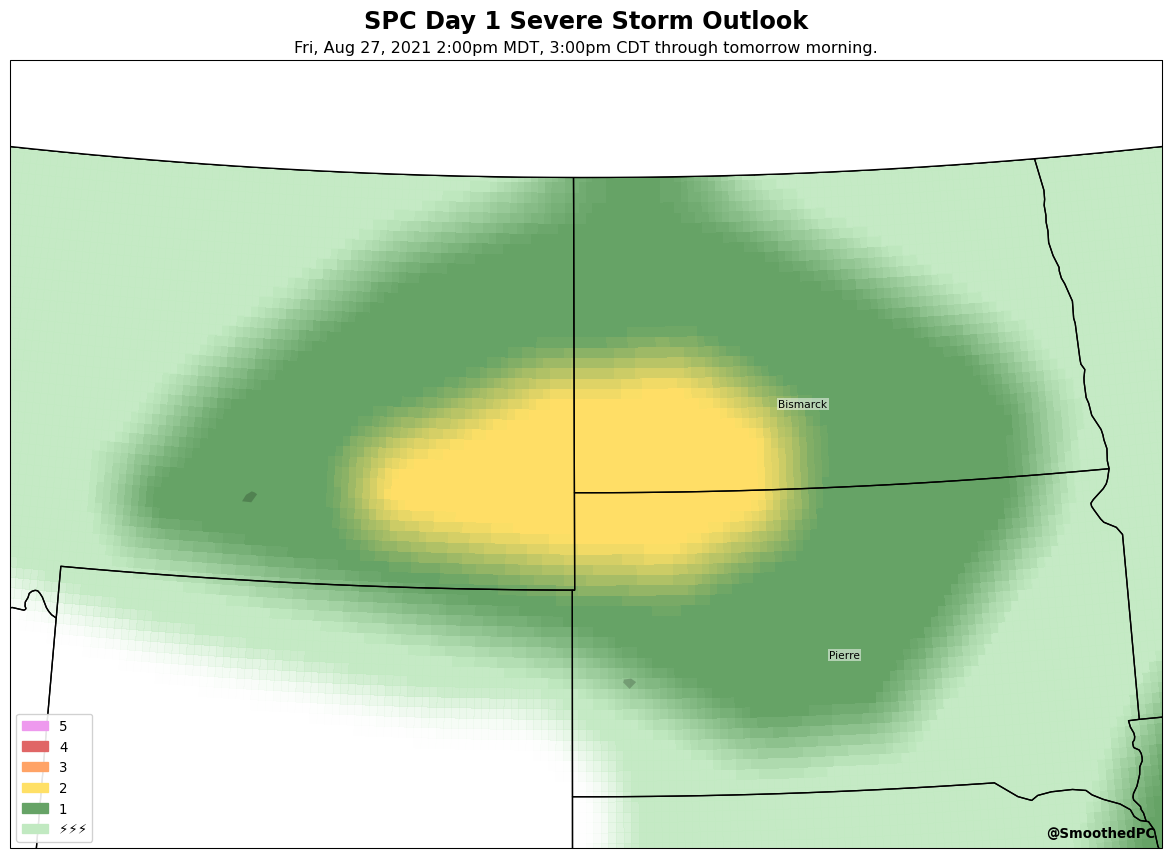 SPC Day 1 Severe Storm Outlook
Fri, Aug 27, 2021 2:00pm MDT, 3:00pm CDT through tomorrow morning.
Bismarck
Pierre
5
4
3
2
1
⚡⚡⚡
@SmoothedPC